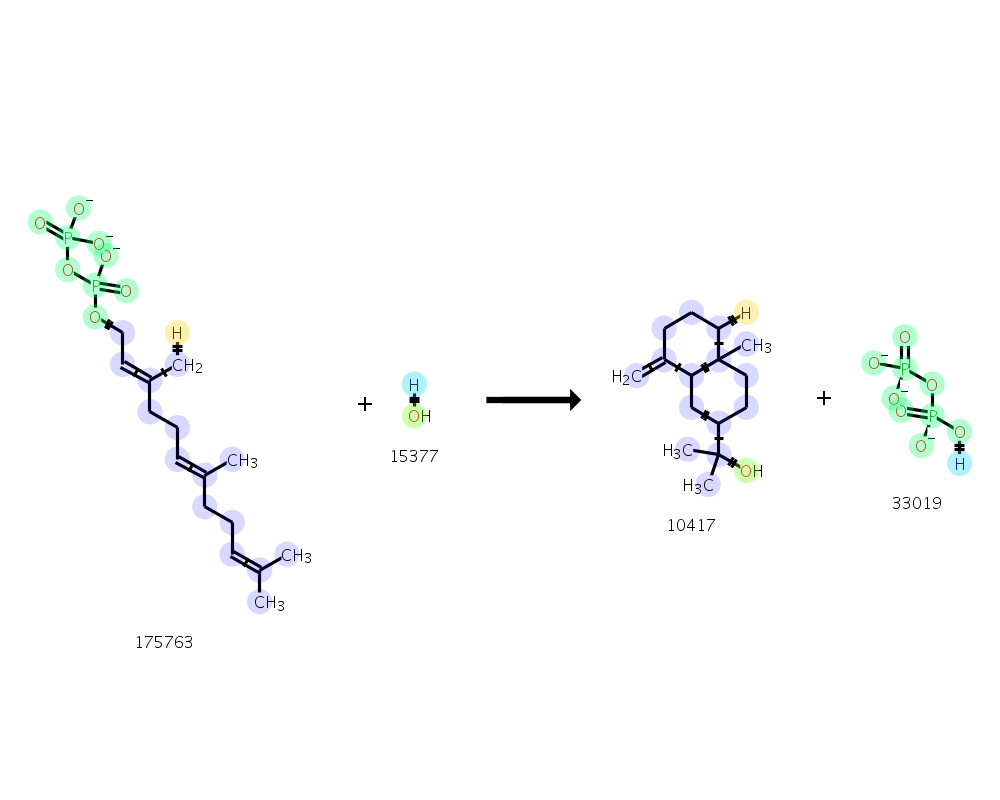 O⁻
O
P
O⁻
O⁻
O
P
O
O
H
CH₂
CH₃
CH₃
CH₃
175763
+
H
OH
15377
H
CH₃
H₂C
H₃C
OH
H₃C
10417
+
O
O⁻
P
O
O⁻
O
P
O
O⁻
H
33019